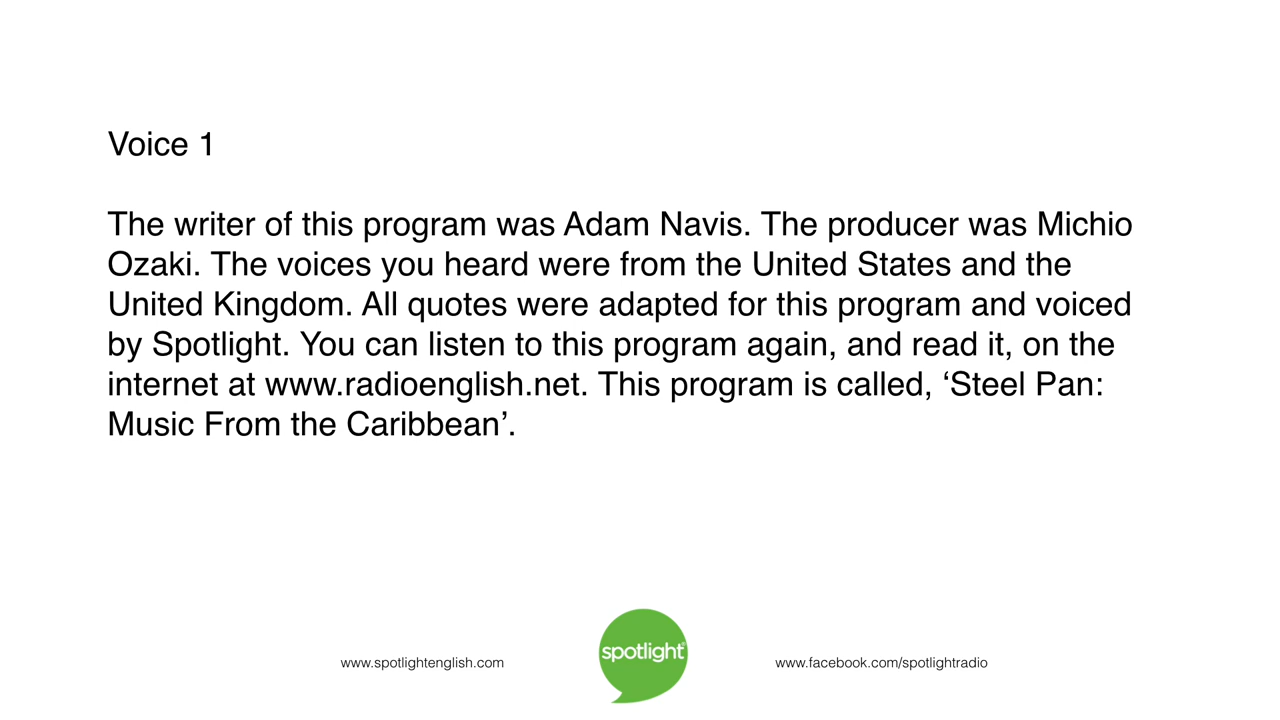 Voice 1
The writer of this program was Adam Navis. The producer was Michio
Ozaki. The voices you heard were from the United States and the
United Kingdom. All quotes were adapted for this program and voiced
by Spotlight. You can listen to this program again, and read it, on the
internet at www.radioenglish.net. This program is called, ‘Steel Pan:
Music From the Caribbean’.
www.spotlightenglish.com
spotlight®
www.facebook.com/spotlightradio